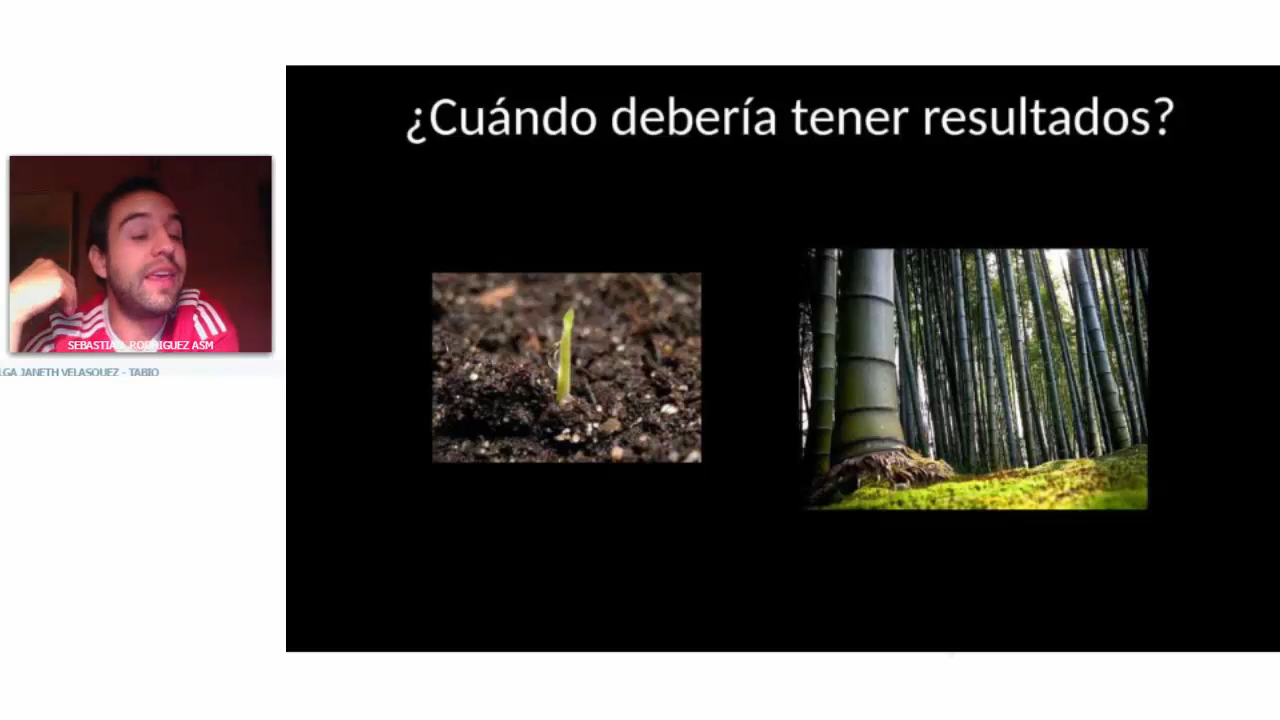 ¿Cuándo debería tener resultados?
SEBASTIAN RODRIGUEZ ASM
LGA JANETH VELASQUEZ - TABIO